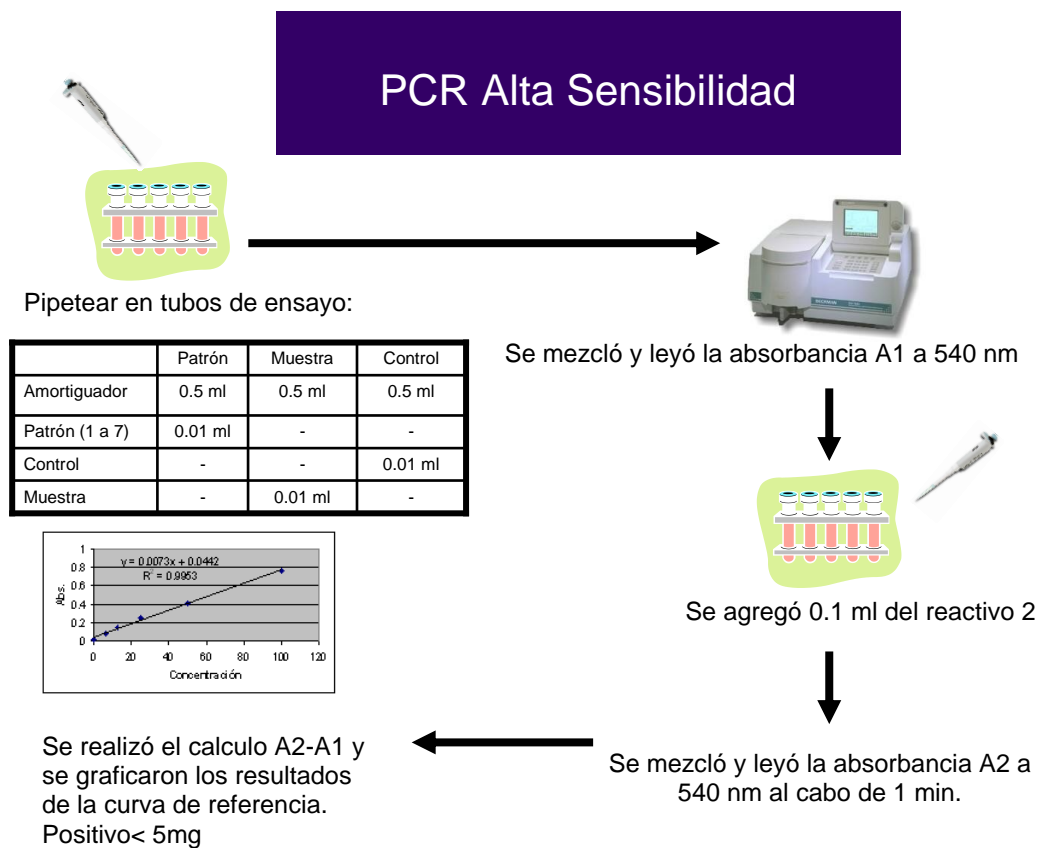 PCR Alta Sensibilidad
Pipetear en tubos de ensayo:
Patrón Muestra Control
Amortiguador 0.5 ml 0.5 ml 0.5 ml
Patrón (1 a 7) 0.01 ml - -
Control - - 0.01 ml
Muestra - 0.01 ml -
Se mezcló y leyó la absorbancia A1 a 540 nm
Se agregó 0.1 ml del reactivo 2
Se mezcló y leyó la absorbancia A2 a
540 nm al cabo de 1 min.
y = 0.0073x + 0.0442
R² = 0.9953
Abs.
1
0.8
0.6
0.4
0.2
0
0 20 40 60 80 100 120
Concentración
Se realizó el calculo A2-A1 y
se graficaron los resultados
de la curva de referencia.
Positivo< 5mg